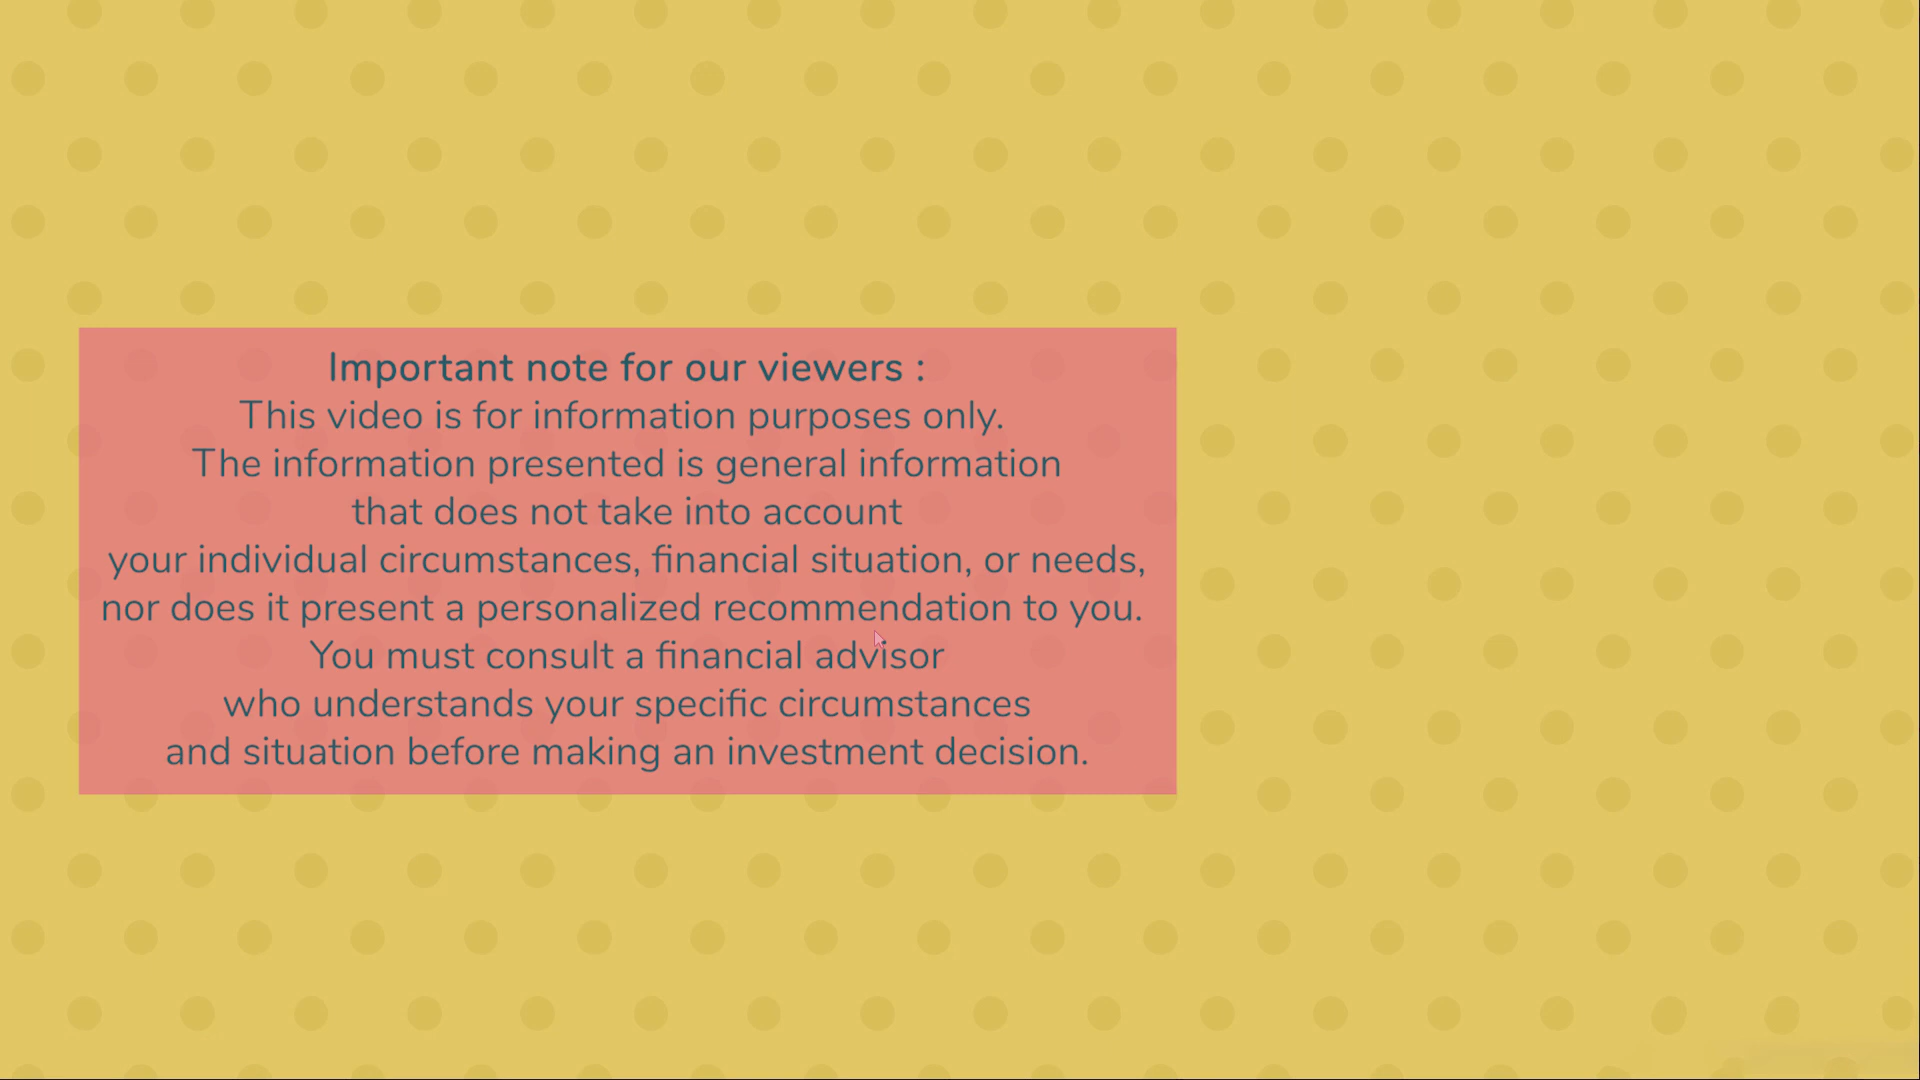 Important note for our viewers :
This video is for information purposes only.
The information presented is general information
that does not take into account
your individual circumstances, financial situation, or needs,
nor does it present a personalized recommendation to you.
You must consult a financial advisor
who understands your specific circumstances
and situation before making an investment decision.